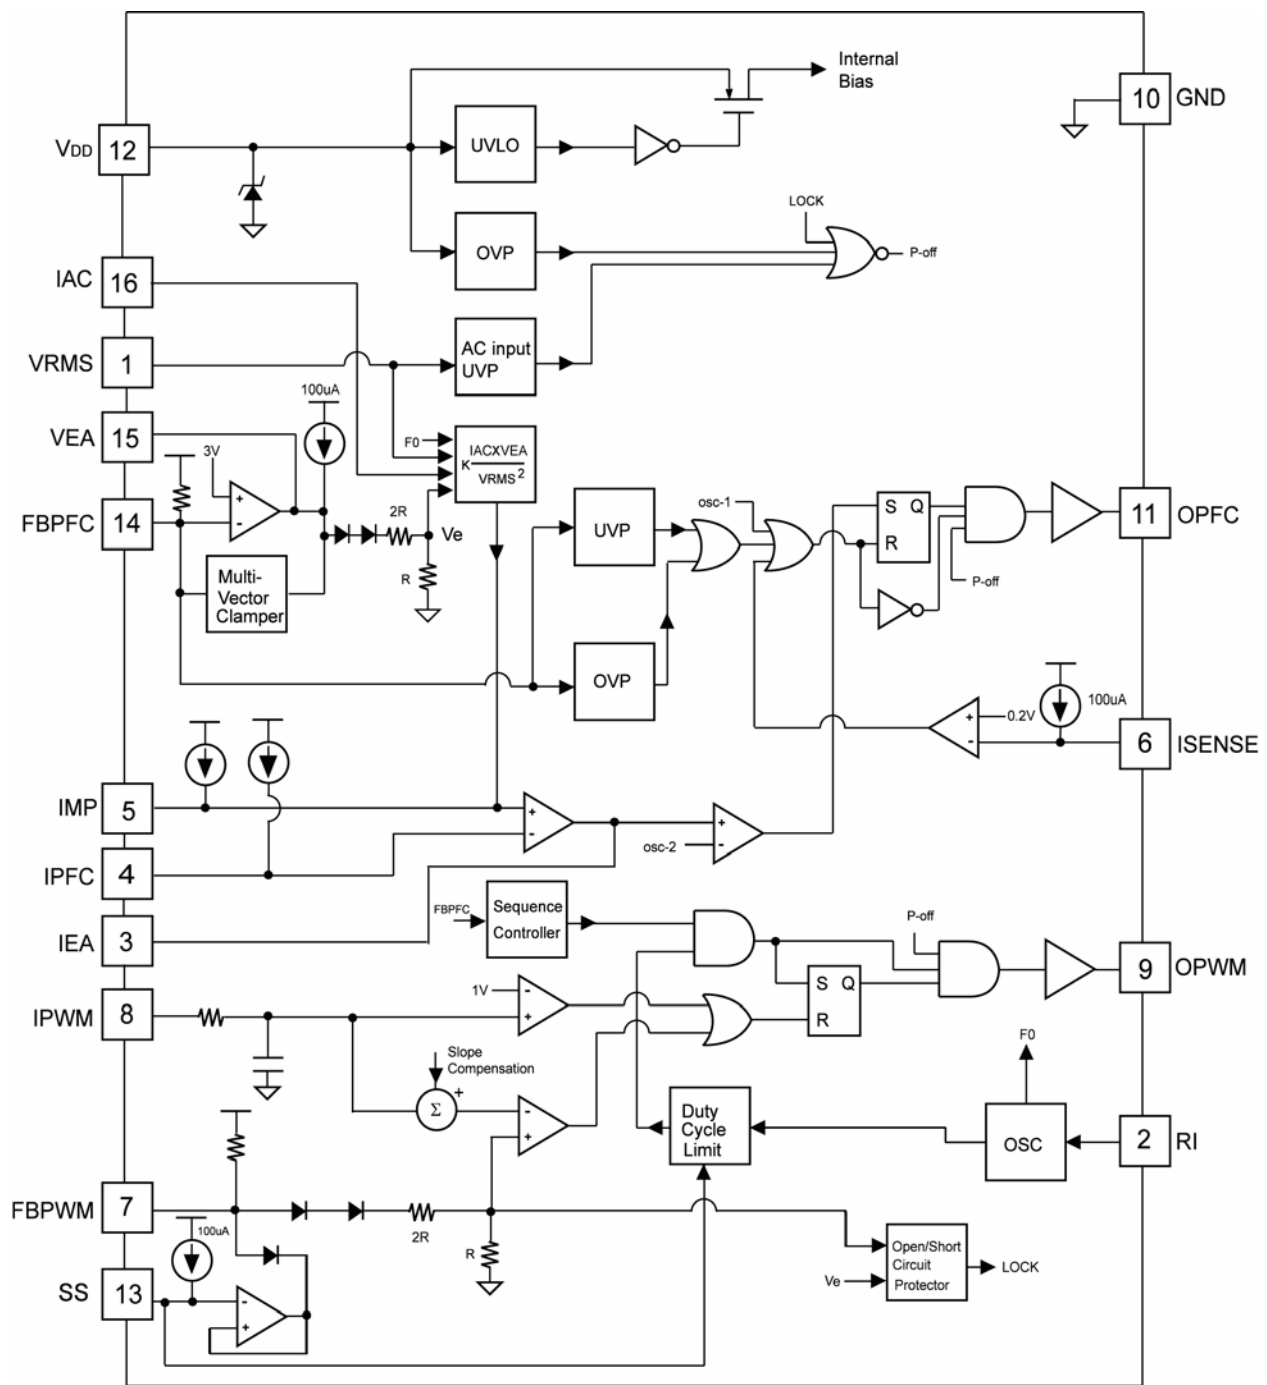 Internal
Bias
10
GND
VDD
12
UVLO
LOCK
OVP
P-off
IAC
16
VRMS
1
AC input
UVP
100uA
VEA
15
3V
F0
IACXVEA
K
VRMS²
FBPFC
14
+
-
2R
Ve
R
Multi-
Vector
Clamper
UVP
osc-1
S Q
R
P-off
11
OPFC
OVP
+
-
0.2V
100uA
6
ISENSE
IMP
5
+
-
+
-
osc-2
IPFC
4
FBPFC
Sequence
Controller
P-off
IEA
3
9
OPWM
IPWM
8
1V
-
+
S Q
R
Slope
Compensation
Σ
+
-
+
Duty
Cycle
Limit
F0
OSC
2
RI
FBPWM
7
100uA
2R
R
Open/Short
Circuit
Protector
LOCK
Ve
SS
13
-
+